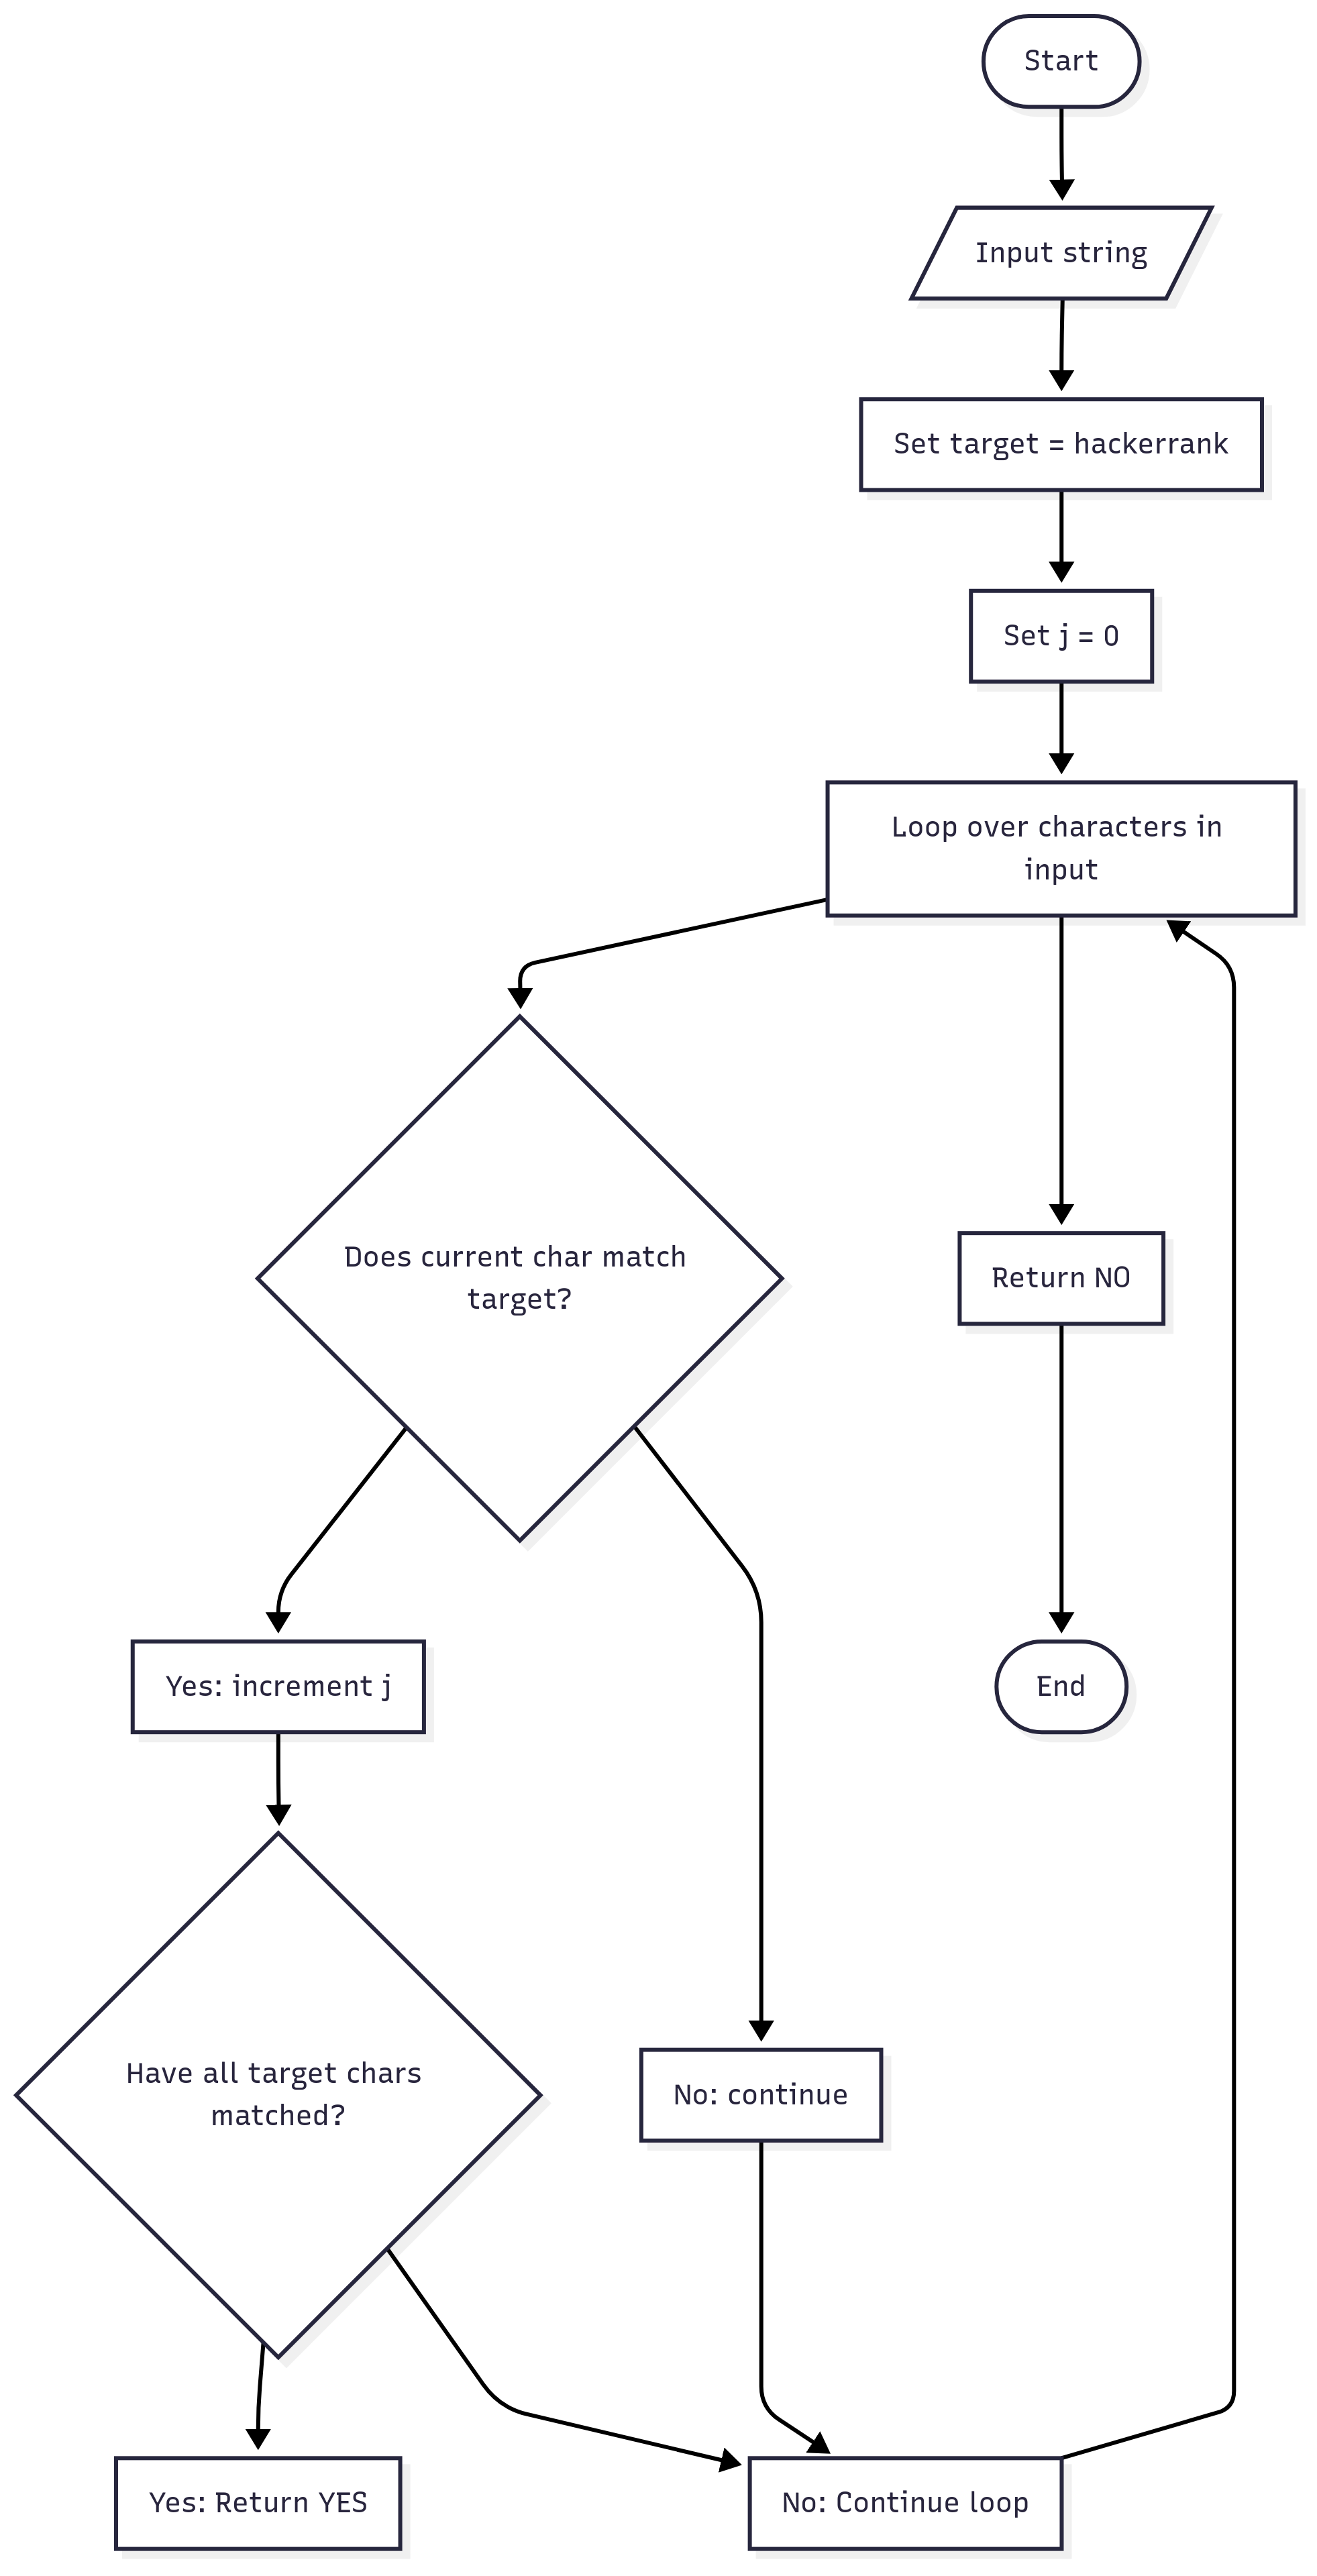 Start
Input string
Set target = hackerrank
Set j = 0
Loop over characters in
input
Does current char match
target?
Return NO
Yes: increment j
End
Have all target chars
matched?
No: continue
Yes: Return YES
No: Continue loop